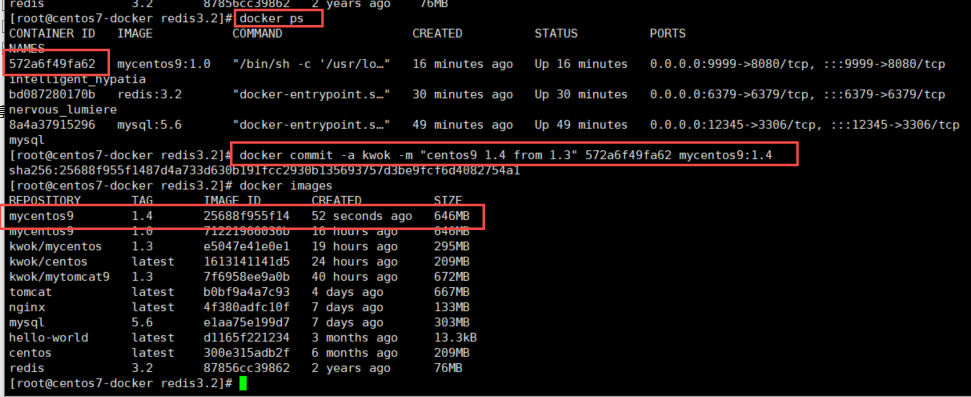 redis 3.2 87856cc39862 2 years ago 76MB
[root@centos7-docker redis3.2]# docker ps
CONTAINER ID IMAGE COMMAND CREATED STATUS PORTS
NAMES
572a6f49fa62 mycentos9:1.0 "/bin/sh -c '/usr/lo…" 16 minutes ago Up 16 minutes 0.0.0.0:9999->8080/tcp, :::9999->8080/tcp
intelligent_hypatia
bd087280170b redis:3.2 "docker-entrypoint.s…" 30 minutes ago Up 30 minutes 0.0.0.0:6379->6379/tcp, :::6379->6379/tcp
nervous_lumiere
8a4a37915296 mysql:5.6 "docker-entrypoint.s…" 49 minutes ago Up 49 minutes 0.0.0.0:12345->3306/tcp, :::12345->3306/tcp
mysql
[root@centos7-docker redis3.2]# docker commit -a kwok -m "centos9 1.4 from 1.3" 572a6f49fa62 mycentos9:1.4
sha256:25688f955f1487d4a733d630b191fcc2930b135693757d3be9fcf6d4082754a1
[root@centos7-docker redis3.2]# docker images
REPOSITORY TAG IMAGE ID CREATED SIZE
mycentos9 1.4 25688f955f14 52 seconds ago 646MB
mycentos9 1.0 hours ago 646MB
kwok/mycentos 1.3 e5047e41e0e1 19 hours ago 295MB
kwok/centos latest 1613141141d5 24 hours ago 209MB
kwok/mytomcat9 1.3 7f6958ee9a0b 40 hours ago 672MB
tomcat latest b0bf9a4a7c93 4 days ago 667MB
nginx latest 4f380adfc10f 7 days ago 133MB
mysql 5.6 e1aa75e199d7 7 days ago 303MB
hello-world latest d1165f221234 3 months ago 13.3kB
centos latest 300e315adb2f 6 months ago 209MB
redis 3.2 87856cc39862 2 years ago 76MB
[root@centos7-docker redis3.2]#